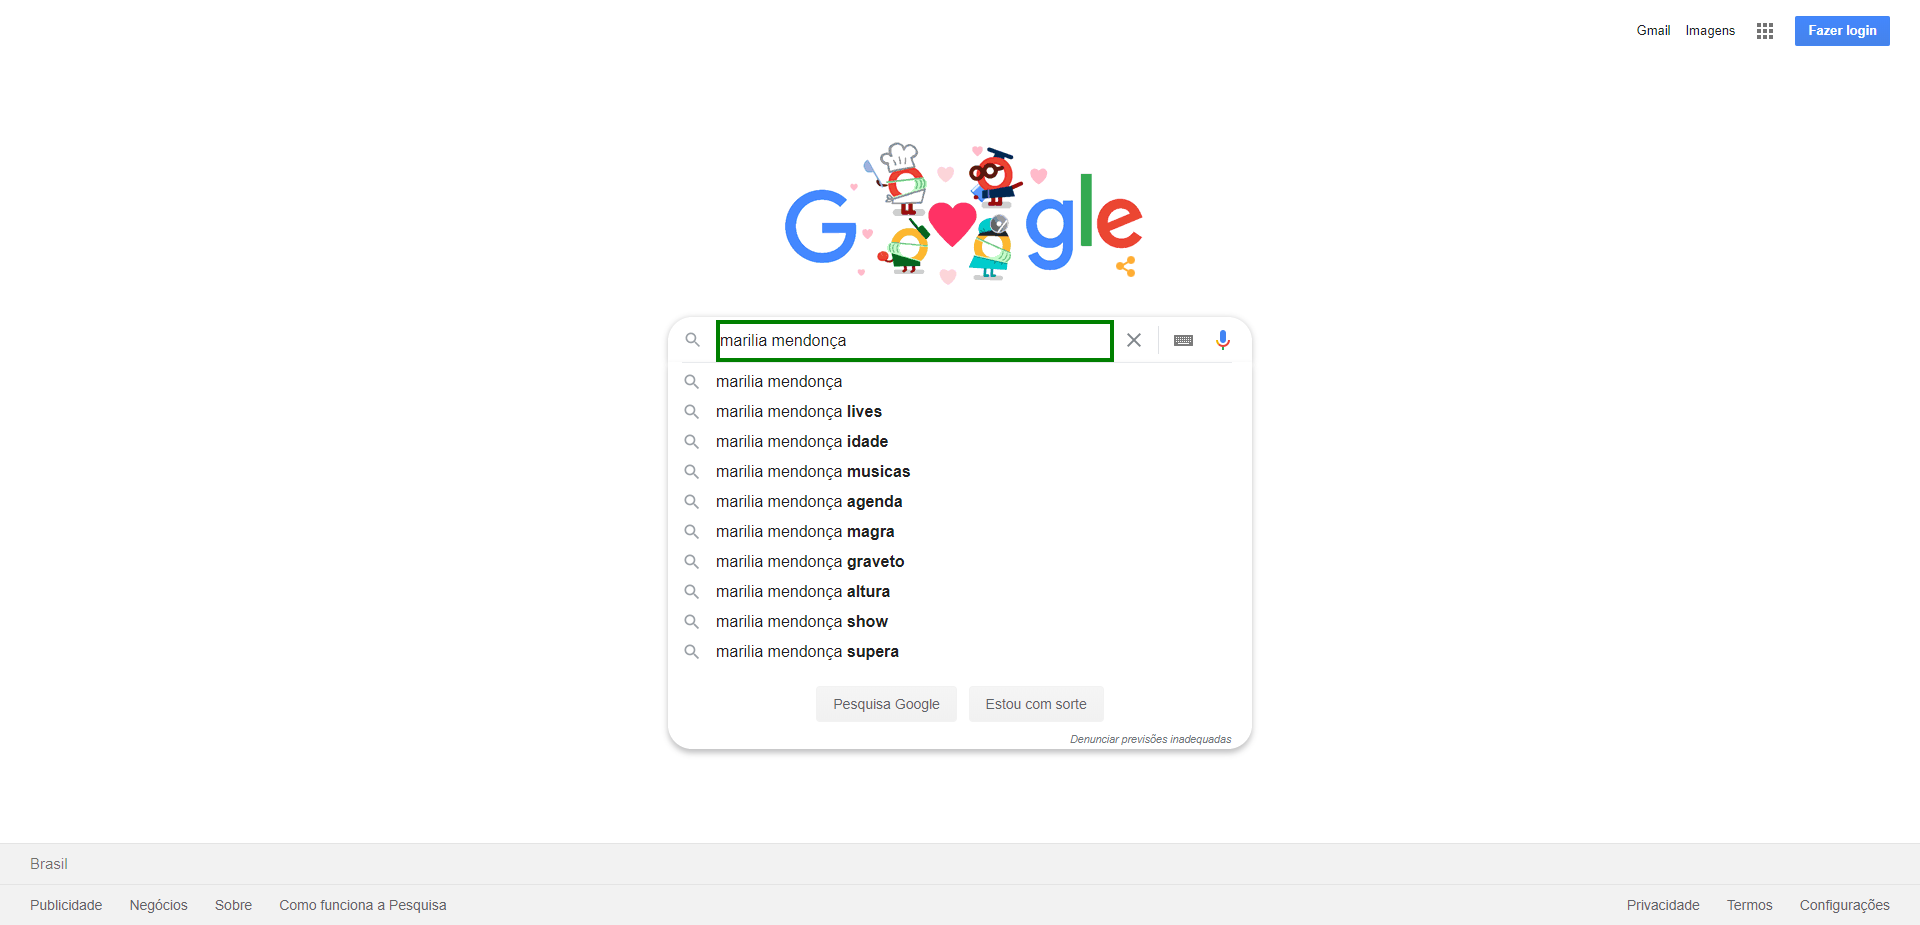 Gmail Imagens Fazer login
Google
marilia mendonça
marilia mendonça
marilia mendonça lives
marilia mendonça idade
marilia mendonça musicas
marilia mendonça agenda
marilia mendonça magra
marilia mendonça graveto
marilia mendonça altura
marilia mendonça show
marilia mendonça supera
Pesquisa Google Estou com sorte
Denunciar previsões inadequadas
Brasil
Publicidade Negócios Sobre Como funciona a Pesquisa Privacidade Termos Configurações